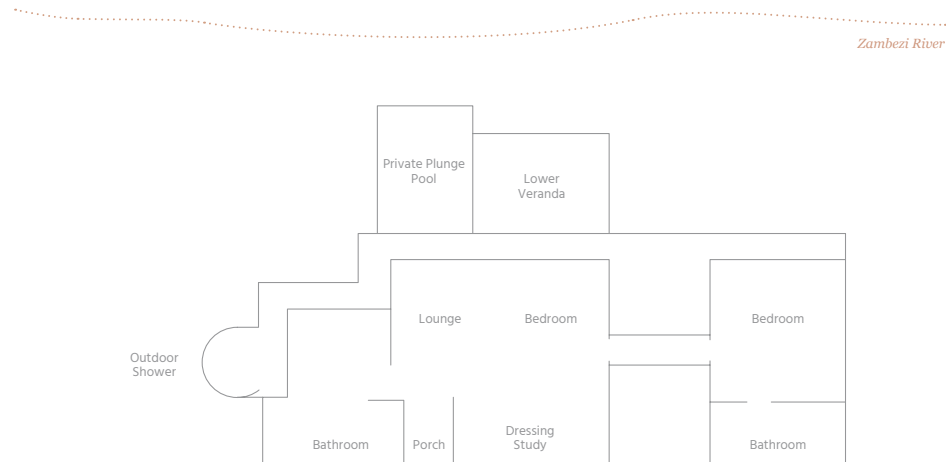 Zambezi River
Private Plunge
Pool
Lower
Veranda
Lounge
Bedroom
Bedroom
Outdoor
Shower
Bathroom
Porch
Dressing
Study
Bathroom